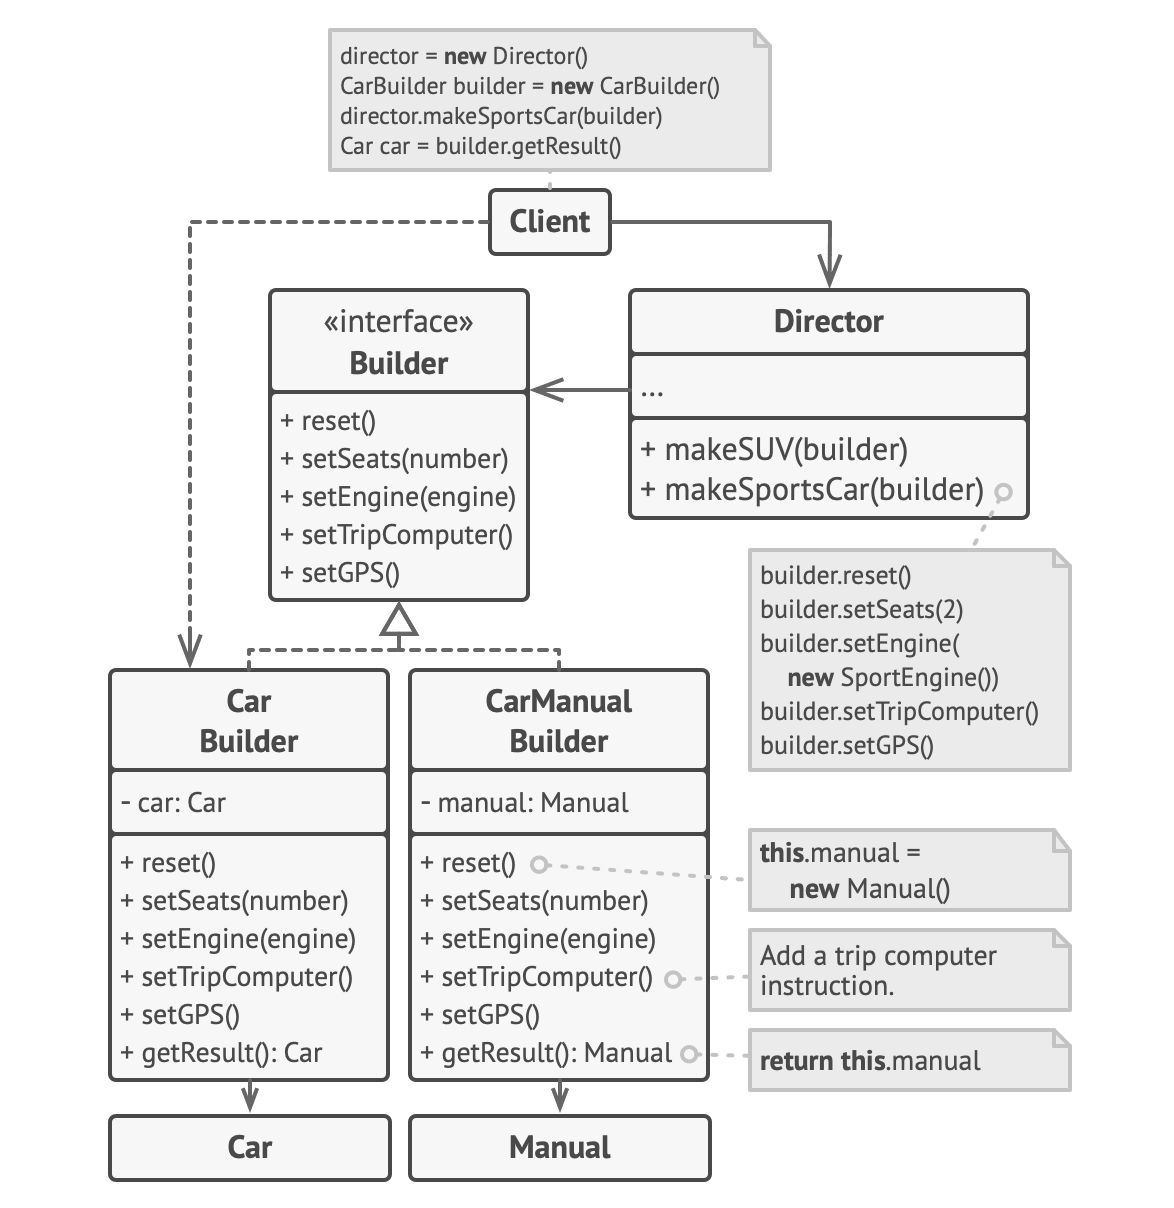 director = new Director()
CarBuilder builder = new CarBuilder()
director.makeSportsCar(builder)
Car car = builder.getResult()
Client
«interface»
Builder
+ reset()
+ setSeats(number)
+ setEngine(engine)
+ setTripComputer()
+ setGPS()
Director
...
+ makeSUV(builder)
+ makeSportsCar(builder)
builder.reset()
builder.setSeats(2)
builder.setEngine(
new SportEngine())
builder.setTripComputer()
builder.setGPS()
Car
Builder
- car: Car
+ reset()
+ setSeats(number)
+ setEngine(engine)
+ setTripComputer()
+ setGPS()
+ getResult(): Car
CarManual
Builder
- manual: Manual
+ reset()
+ setSeats(number)
+ setEngine(engine)
+ setTripComputer()
+ setGPS()
+ getResult(): Manual
this.manual =
new Manual()
Add a trip computer
instruction.
return this.manual
Car
Manual